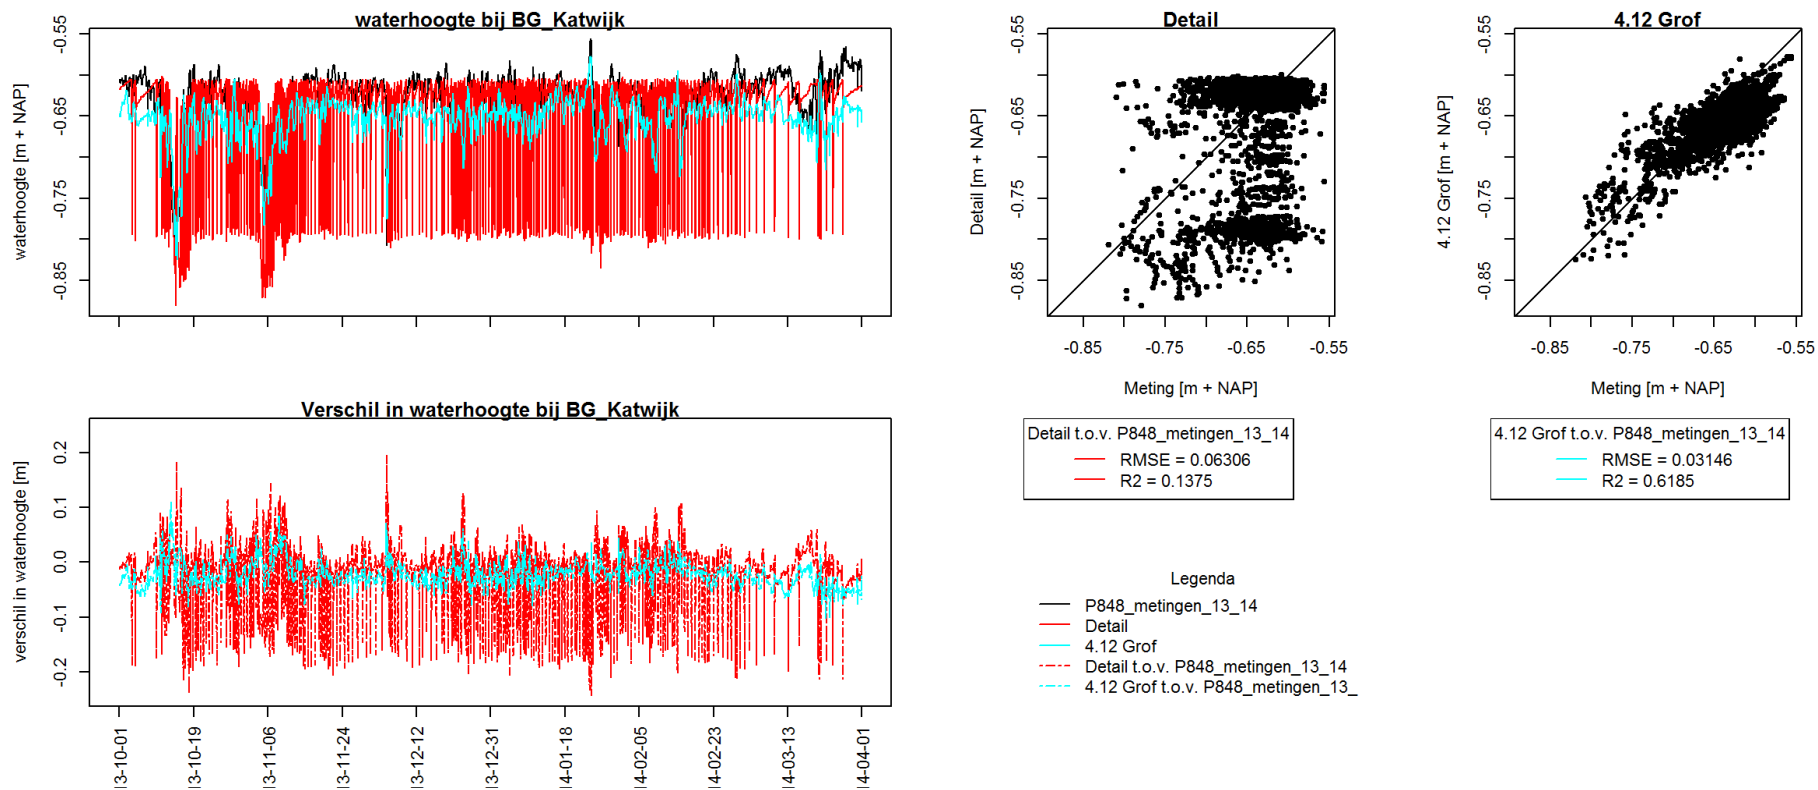 waterhoogte bij BG_Katwijk
waterhoogte [m + NAP]
-0.55
-0.65
-0.75
-0.85
Detail
Detail [m + NAP]
-0.55
-0.65
-0.75
-0.85
-0.85
-0.75
-0.65
-0.55
Meting [m + NAP]
4.12 Grof
4.12 Grof [m + NAP]
-0.55
-0.65
-0.75
-0.85
-0.85
-0.75
-0.65
-0.55
Meting [m + NAP]
Verschil in waterhoogte bij BG_Katwijk
verschil in waterhoogte [m]
0.2
0.1
0.0
-0.1
-0.2
13-10-01
13-10-19
13-11-06
13-11-24
13-12-12
13-12-31
14-01-18
14-02-05
14-02-23
14-03-13
14-04-01
Detail t.o.v. P848_metingen_13_14
RMSE = 0.06306
R2 = 0.1375
4.12 Grof t.o.v. P848_metingen_13_14
RMSE = 0.03146
R2 = 0.6185
Legenda
P848_metingen_13_14
Detail
4.12 Grof
Detail t.o.v. P848_metingen_13_14
4.12 Grof t.o.v. P848_metingen_13_